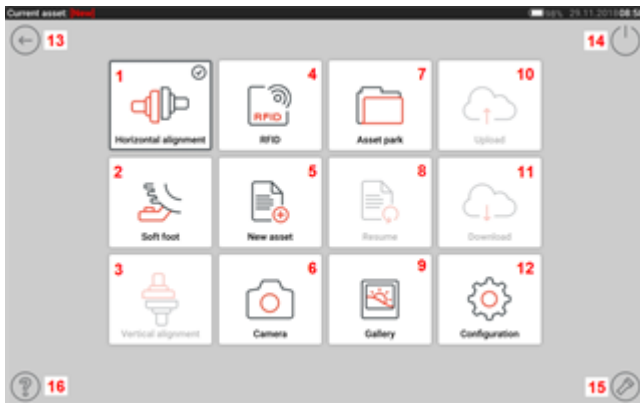 Current asset [New] 98% 29.11.2018 08:58
13 14
1 4 7 10
RFID
Horizontal alignment RFID Asset park Upload
2 5 8 11
Soft foot New asset Resume Download
3 6 9 12
Vertical alignment Camera Gallery Configuration
? 16 15